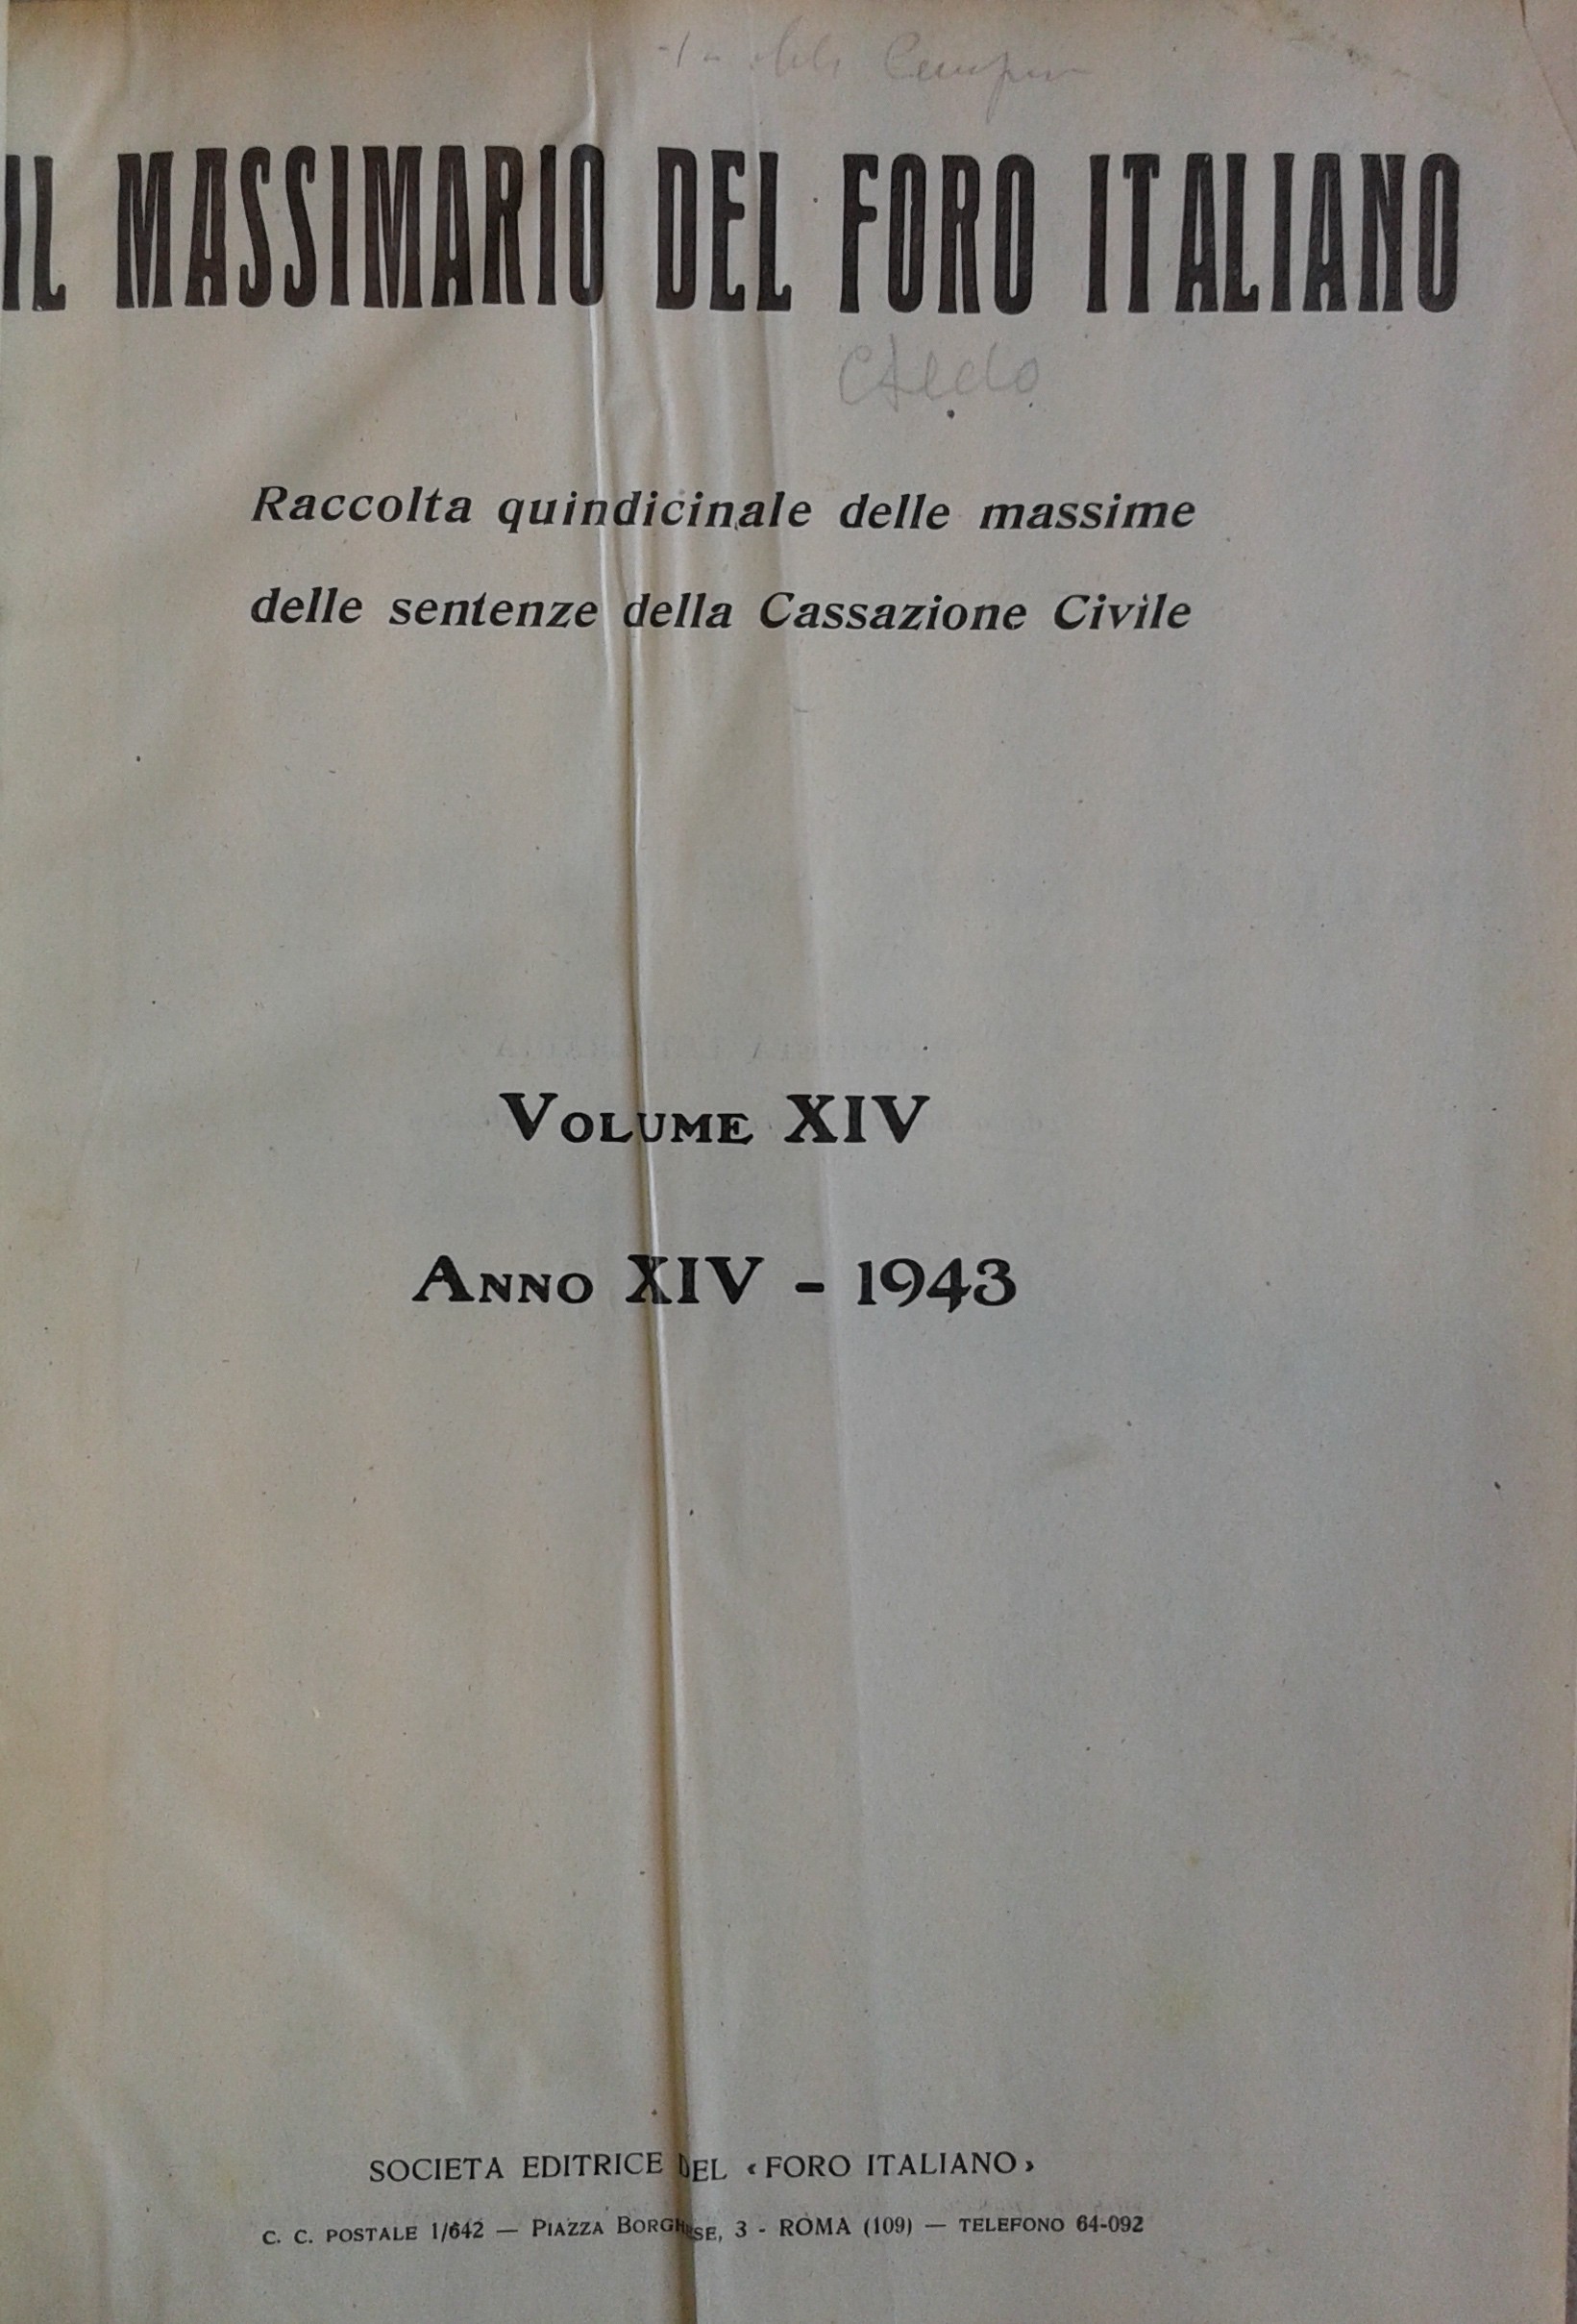 IL MASSIMARIO DEL FORO ITALIANO
Aldo
Raccolta quindicinale delle massime
delle sentenze della Cassazione Civile
VOLUME XIV
ANNO XIV - 1943
SOCIETA EDITRICE DEL «FORO ITALIANO»
C. C. POSTALE 1/642 — PIAZZA BORGHESE, 3 - ROMA (109) — TELEFONO 64-092